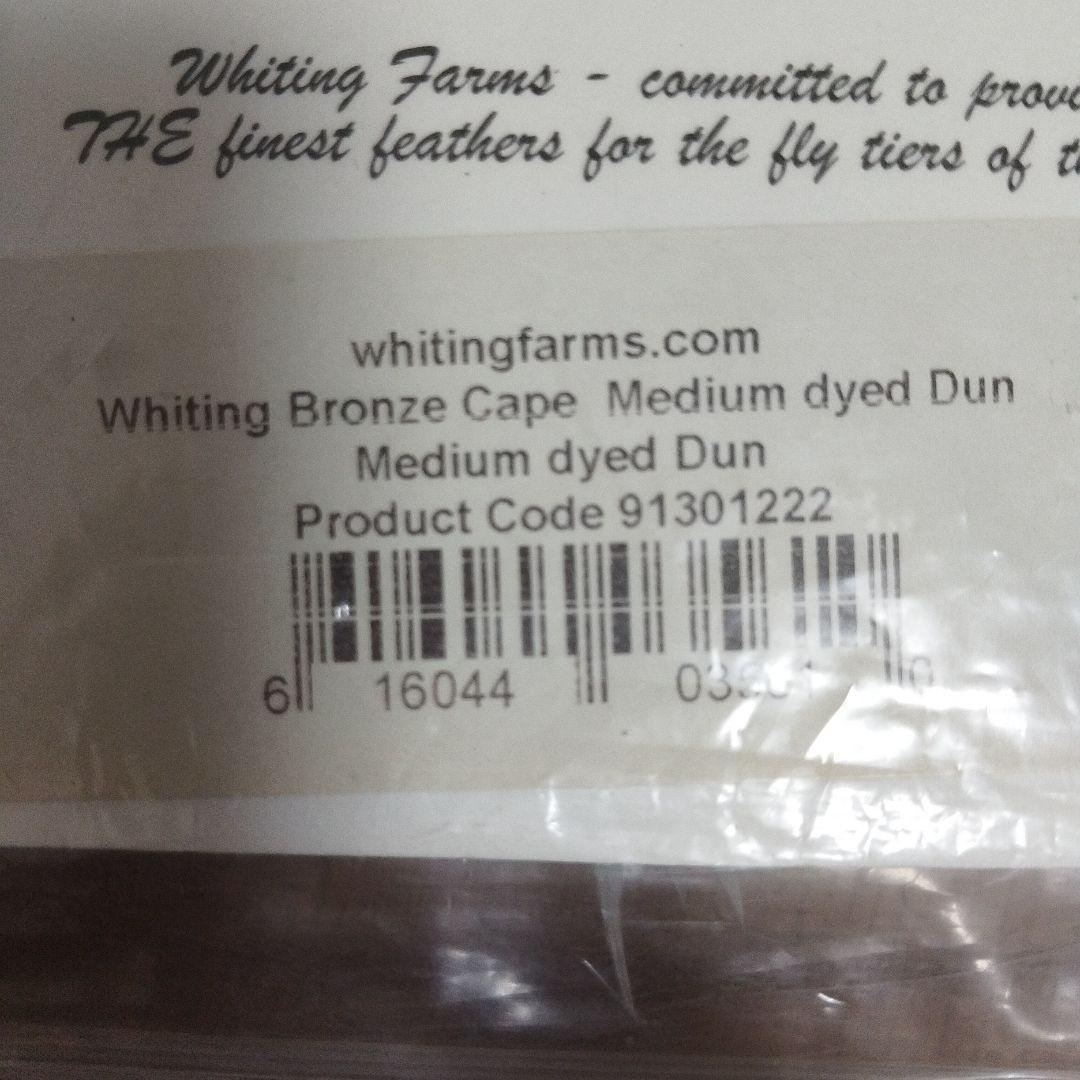 Whiting Farms - committed to
THE finest feathers for the fly tiers of
whitingfarms.com
Whiting Bronze Cape Medium dyed Dun
Medium dyed Dun
Product Code 91301222
6 16044